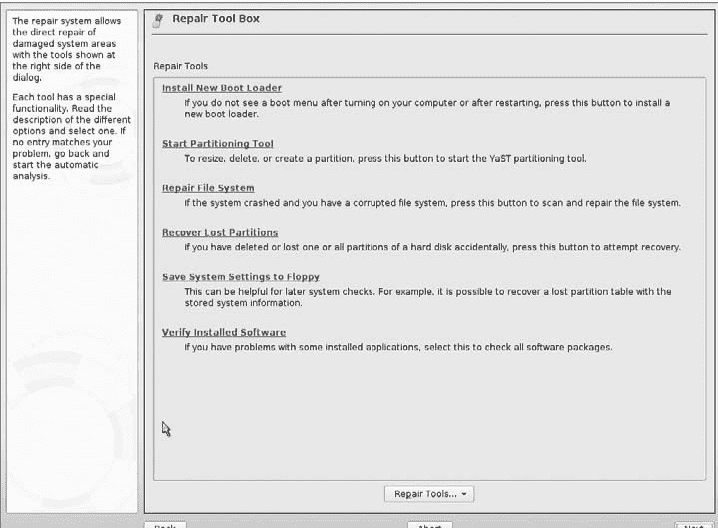 The repair system allows
the direct repair of
damaged system areas
with the tools shown at
the right side of the
dialog.
Each tool has a special
functionality. Read the
description of the different
options and select one. If
no entry matches your
problem, go back and
start the automatic
analysis.
Repair Tool Box
Repair Tools
Install New Boot Loader
If you do not see a boot menu after turning on your computer or after restarting, press this button to install a
new boot loader.
Start Partitioning Tool
To resize, delete, or create a partition, press this button to start the YaST partitioning tool.
Repair File System
If the system crashed and you have a corrupted file system, press this button to scan and repair the file system.
Recover Lost Partitions
If you have deleted or lost one or all partitions of a hard disk accidentally, press this button to attempt recovery.
Save System Settings to Floppy
This can be helpful for later system checks. For example, it is possible to recover a lost partition table with the
stored system information.
Verify Installed Software
If you have problems with some installed applications, select this to check all software packages.
Repair Tools...
Back Abort Next